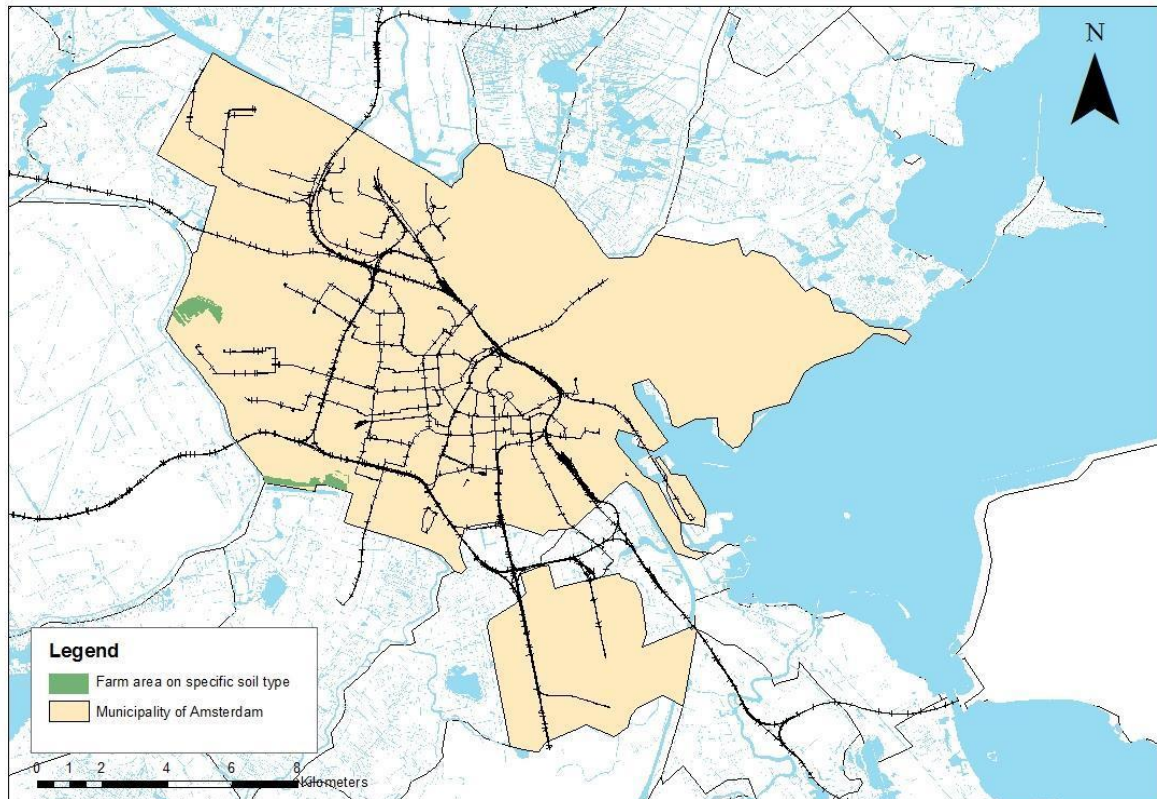 N
Legend
Farm area on specific soil type
Municipality of Amsterdam
0 1 2 4 6 8
Kilometers